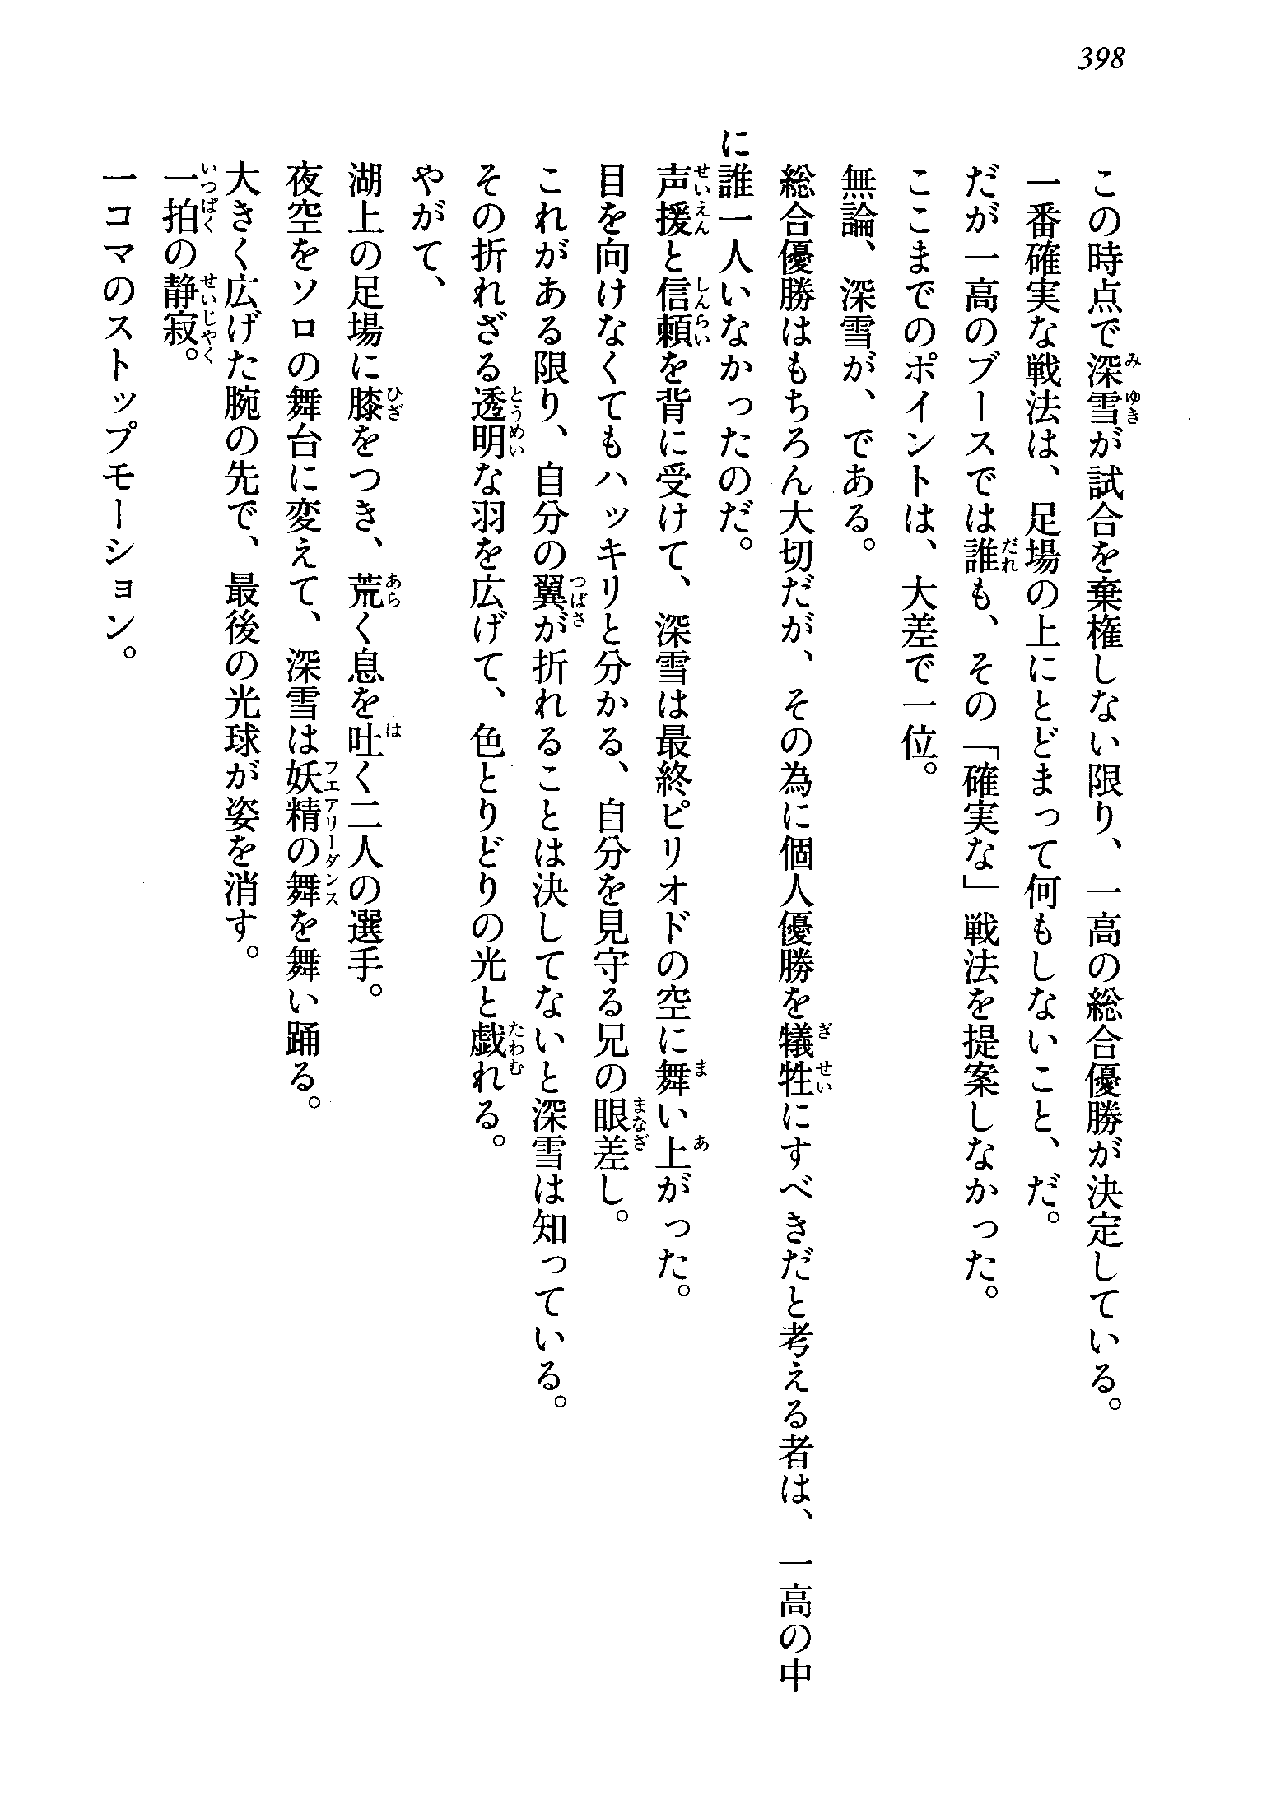 398
この時点で深雪が試合を棄権しない限り、一高の総合優勝が決定している。
一番確実な戦法は、足場の上にとどまって何もしないこと、だ。
だが一高のブースでは誰も、その「確実な」戦法を提案しなかった。
ここまでのポイントは、大差で一位。
無論、深雪が、である。
総合優勝はもちろん大切だが、その為に個人優勝を犠牲にすべきだと考える者は、一高の中
に誰一人いなかったのだ。
声援と信頼を背に受けて、深雪は最終ピリオドの空に舞い上がった。
目を向けなくてもハッキリと分かる、自分を見守る兄の眼差し。
これがある限り、自分の翼が折れることは決してないと深雪は知っている。
その折れざる透明な羽を広げて、色とりどりの光と戯れる。
やがて、
湖上の足場に膝をつき、荒く息を吐く二人の選手。
夜空をソロの舞台に変えて、深雪は妖精の舞を舞い踊る。
大きく広げた腕の先で、最後の光球が姿を消す。
一拍の静寂。
一コマのストップモーション。